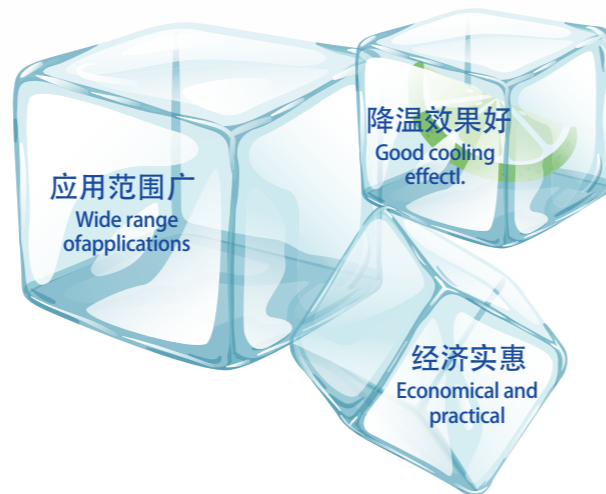 应用范围广
Wide range
ofapplications
降温效果好
Good cooling
effectl.
经济实惠
Economical and
practical